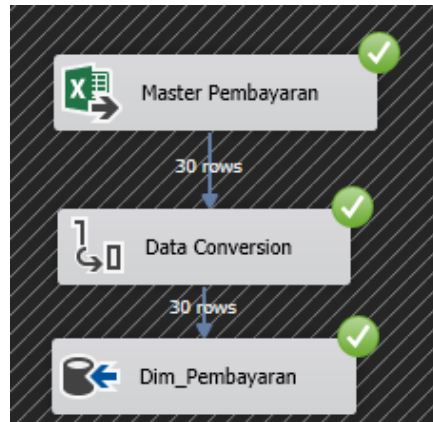 Master Pembayaran
30 rows
Data Conversion
30 rows
Dim_Pembayaran